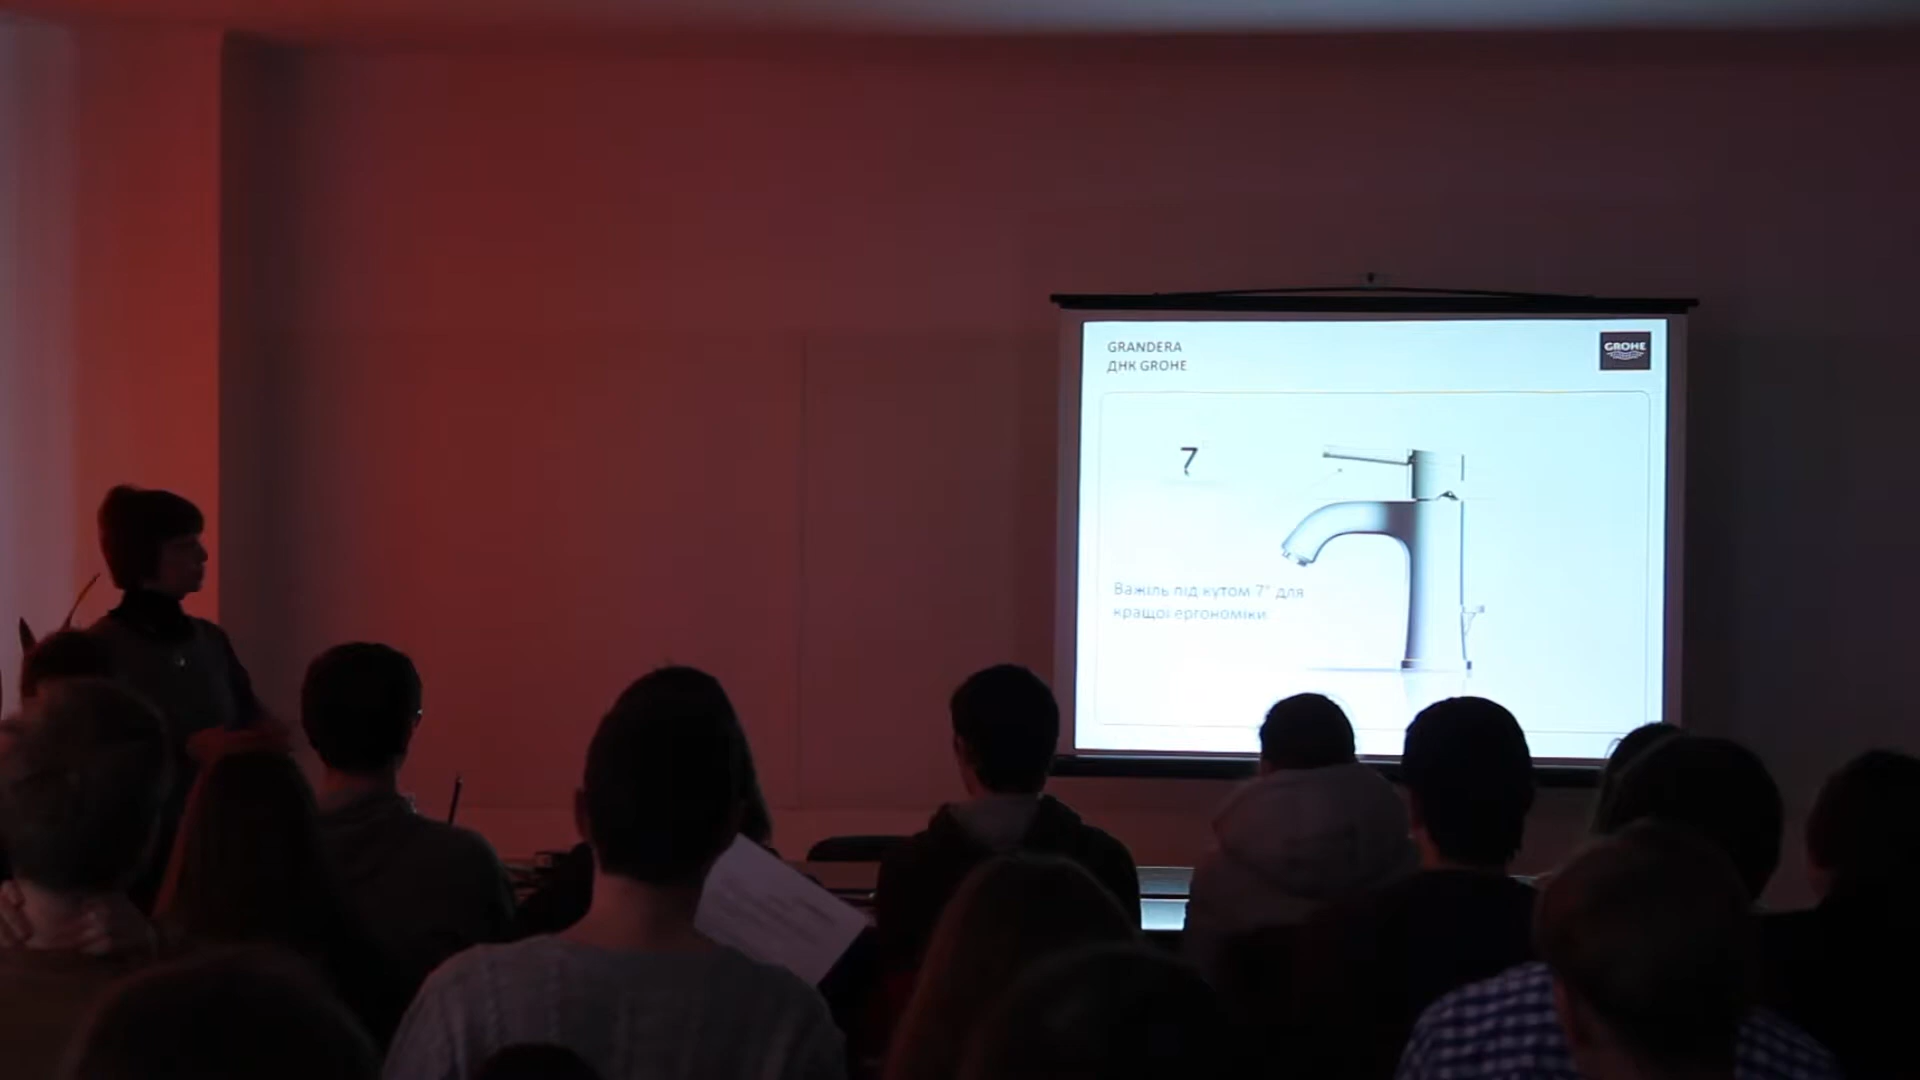 GRANDERA
ДНК GROHE
GROHE
7°
Важіль під кутом 7° для
кращої ергономіки